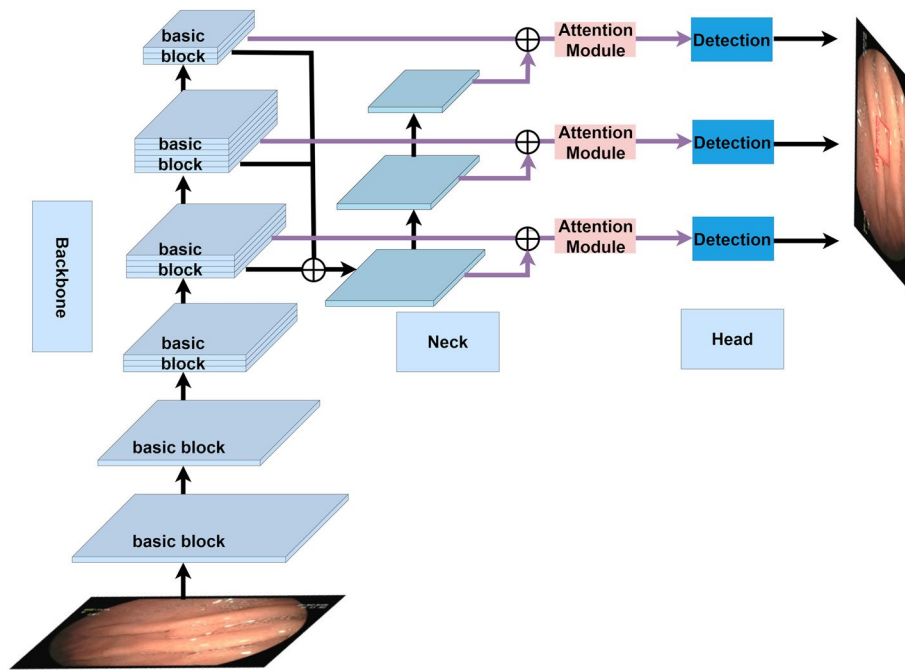 basic
block
Attention
Module
Detection
basic
block
Attention
Module
Detection
basic
block
Attention
Module
Detection
Backbone
Neck
Head
basic
block
basic block
basic block